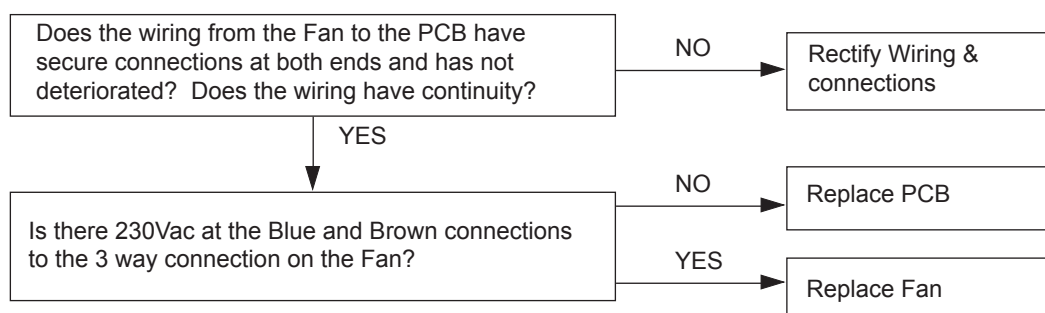 Does the wiring from the Fan to the PCB have
secure connections at both ends and has not
deteriorated? Does the wiring have continuity?
NO
Rectify Wiring &
connections
YES
Is there 230Vac at the Blue and Brown connections
to the 3 way connection on the Fan?
NO
Replace PCB
YES
Replace Fan